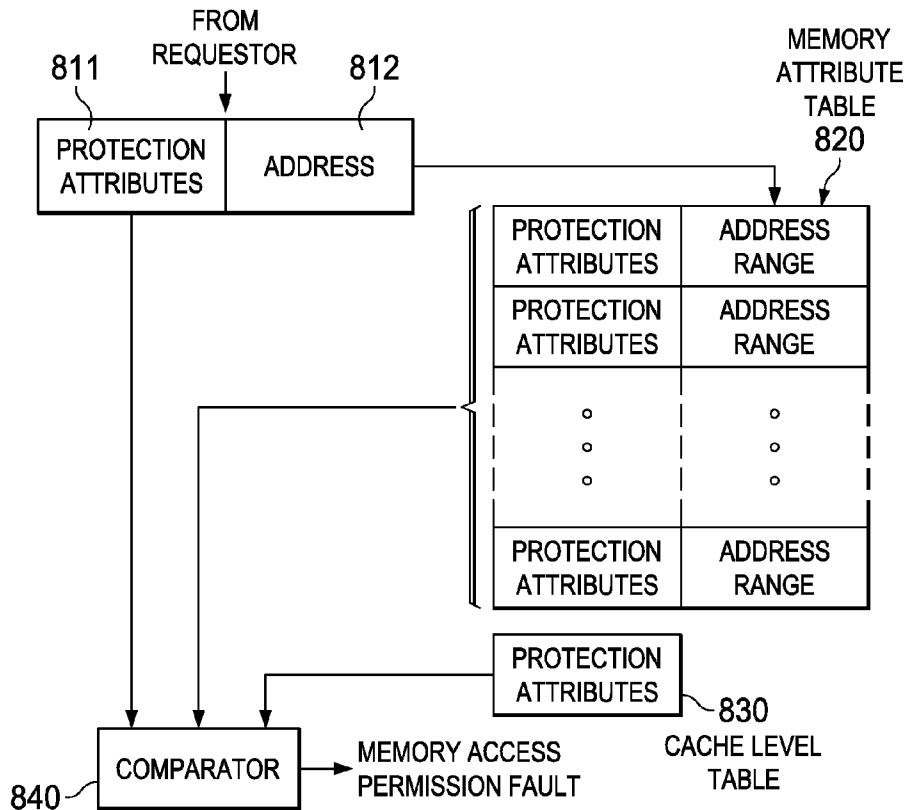 FROM
REQUESTOR
811
812
PROTECTION
ATTRIBUTES
ADDRESS
MEMORY
ATTRIBUTE
TABLE
820
PROTECTION
ATTRIBUTES
ADDRESS
RANGE
PROTECTION
ATTRIBUTES
ADDRESS
RANGE
PROTECTION
ATTRIBUTES
ADDRESS
RANGE
PROTECTION
ATTRIBUTES
830
CACHE LEVEL
TABLE
COMPARATOR
840
MEMORY ACCESS
PERMISSION FAULT